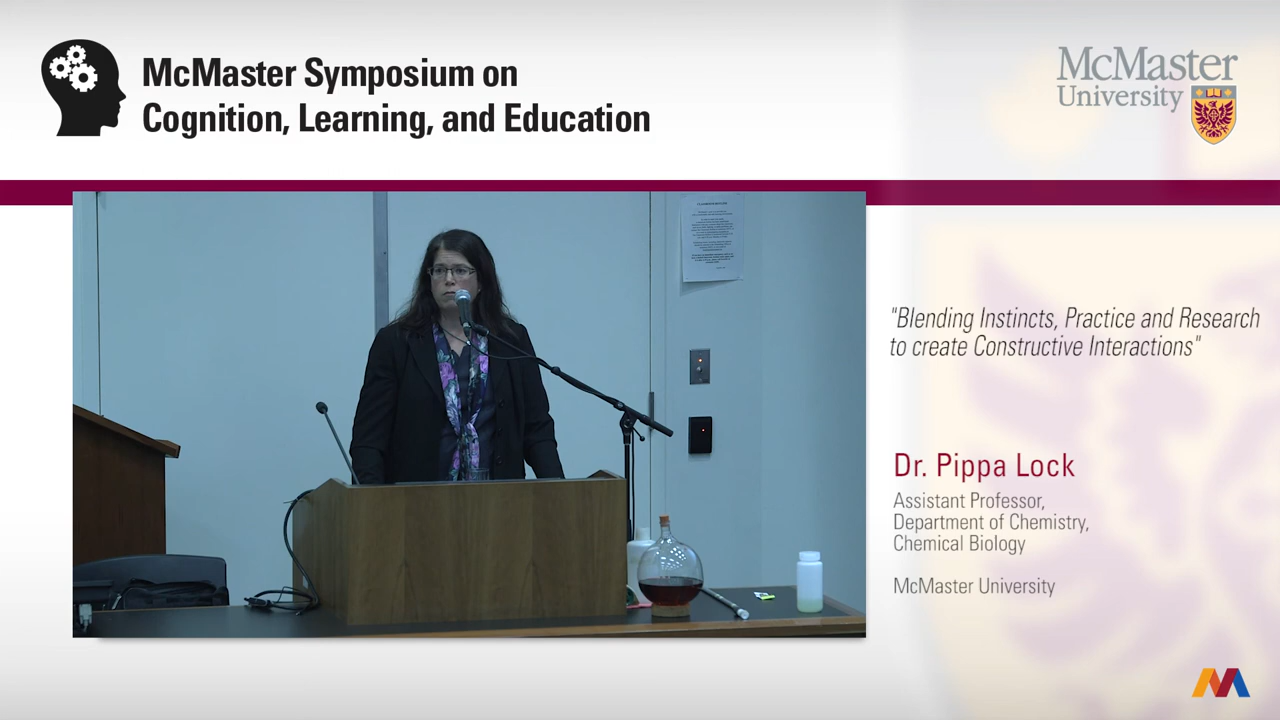 McMaster Symposium on
Cognition, Learning, and Education
McMaster
University
"Blending Instincts, Practice and Research
to create Constructive Interactions"
Dr. Pippa Lock
Assistant Professor,
Department of Chemistry,
Chemical Biology
McMaster University